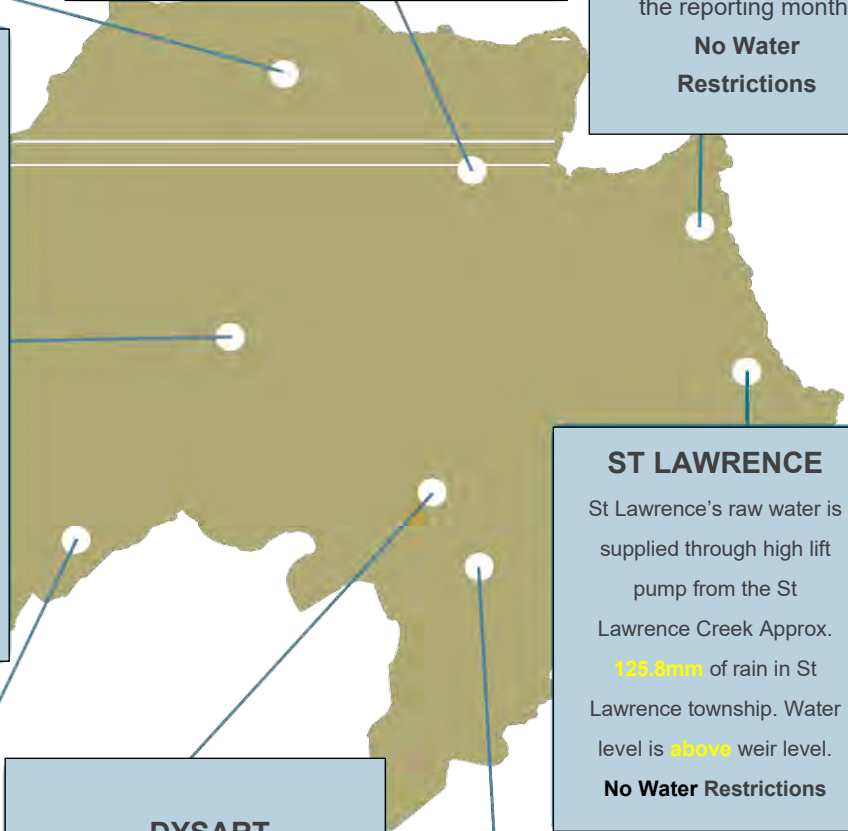 the reporting month
No Water
Restrictions
ST LAWRENCE
St Lawrence's raw water is
supplied through high lift
pump from the St
Lawrence Creek Approx.
125.8mm of rain in St
Lawrence township. Water
level is above weir level.
No Water Restrictions
DYSART